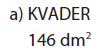 a) KVADER
146 dm²